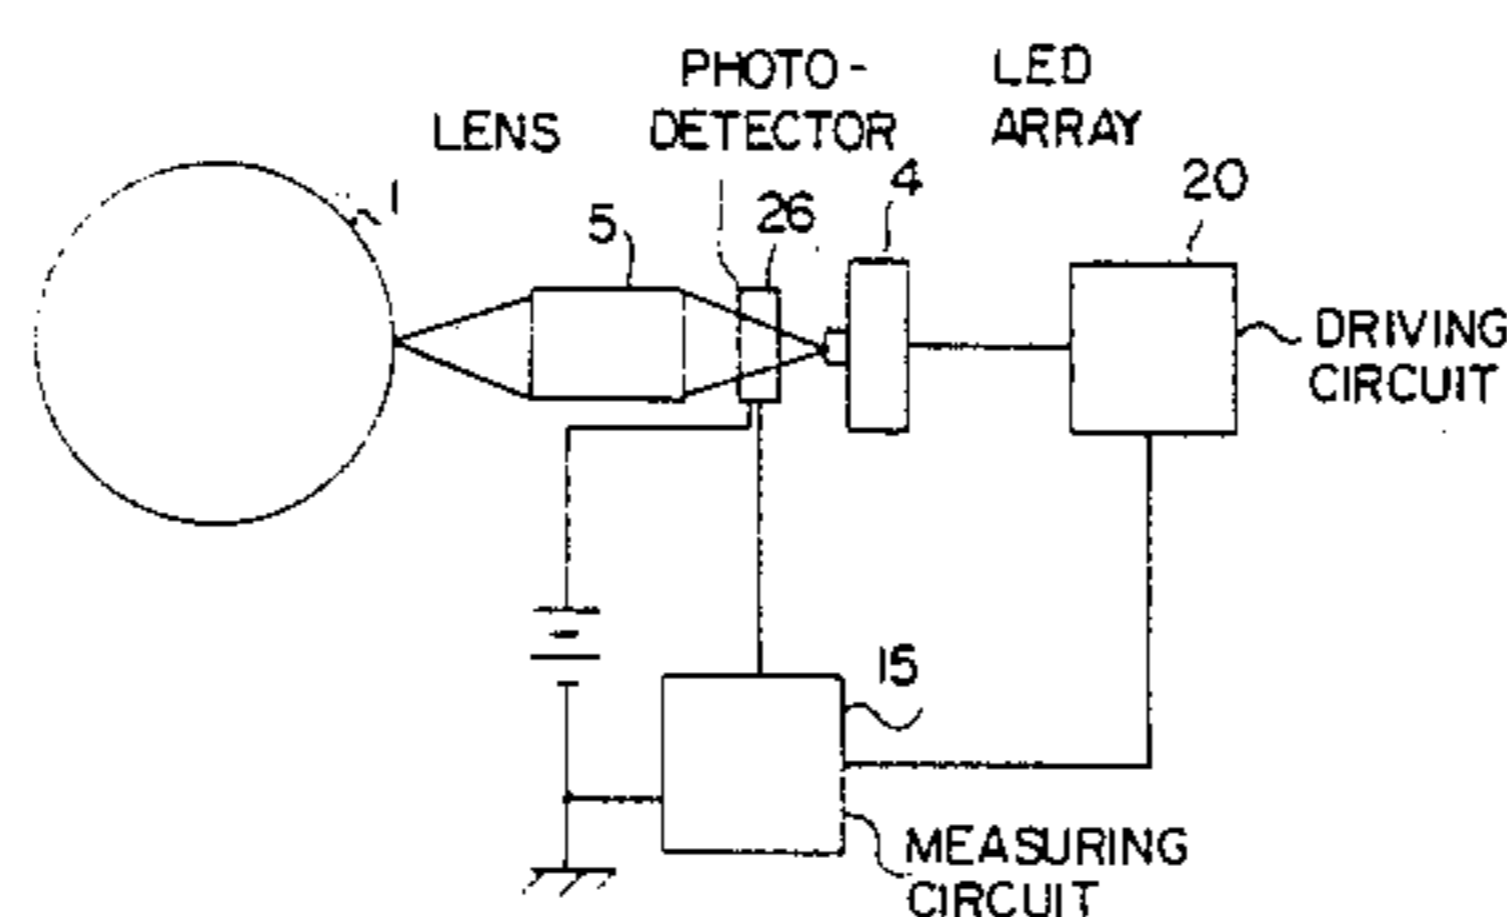 PHOTO-
DETECTOR
LED
ARRAY
LENS
1
5
26
4
20
DRIVING
CIRCUIT
15
MEASURING
CIRCUIT